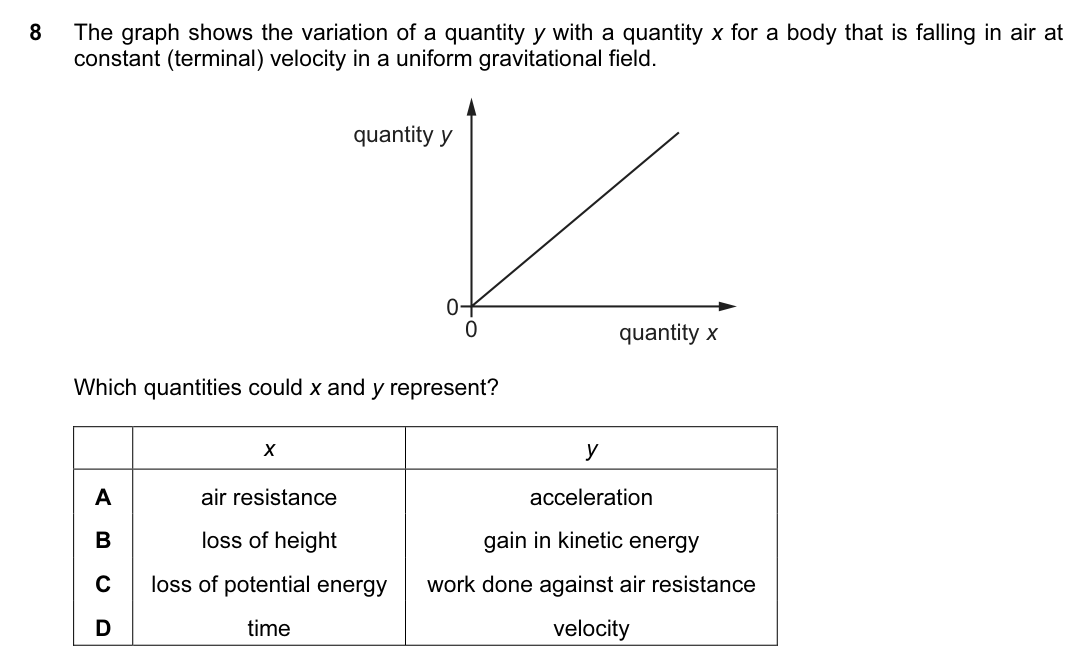 8 The graph shows the variation of a quantity y with a quantity x for a body that is falling in air at
constant (terminal) velocity in a uniform gravitational field.
quantity y
0
0
quantity x
Which quantities could x and y represent?
x y
A air resistance acceleration
B loss of height gain in kinetic energy
C loss of potential energy work done against air resistance
D time velocity